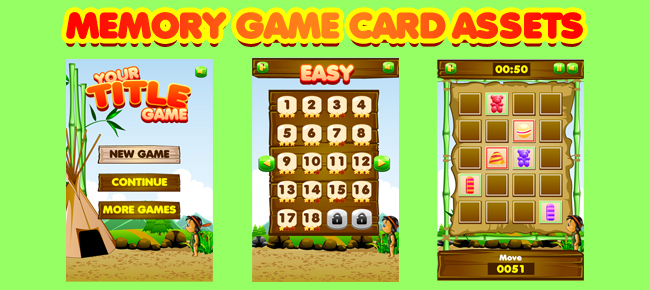 MEMORY GAME CARD ASSETS
YOUR
TITLE
GAME
NEW GAME
CONTINUE
MORE GAMES
EASY
1 2 3 4
5 6 7 8
9 10 11 12
13 14 15 16
17 18
00:50
Move
0051